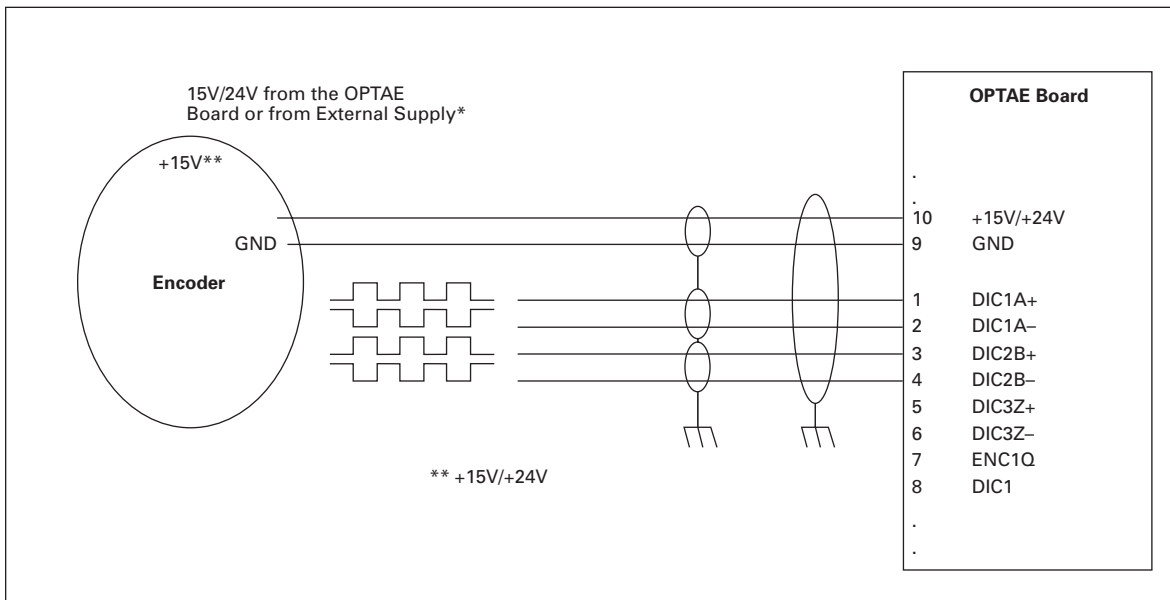 15V/24V from the OPTAE
Board or from External Supply*
+15V**
GND
Encoder
** +15V/+24V
OPTAE Board
.
.
10 +15V/+24V
9 GND
1 DIC1A+
2 DIC1A–
3 DIC2B+
4 DIC2B–
5 DIC3Z+
6 DIC3Z–
7 ENC1Q
8 DIC1
.
.